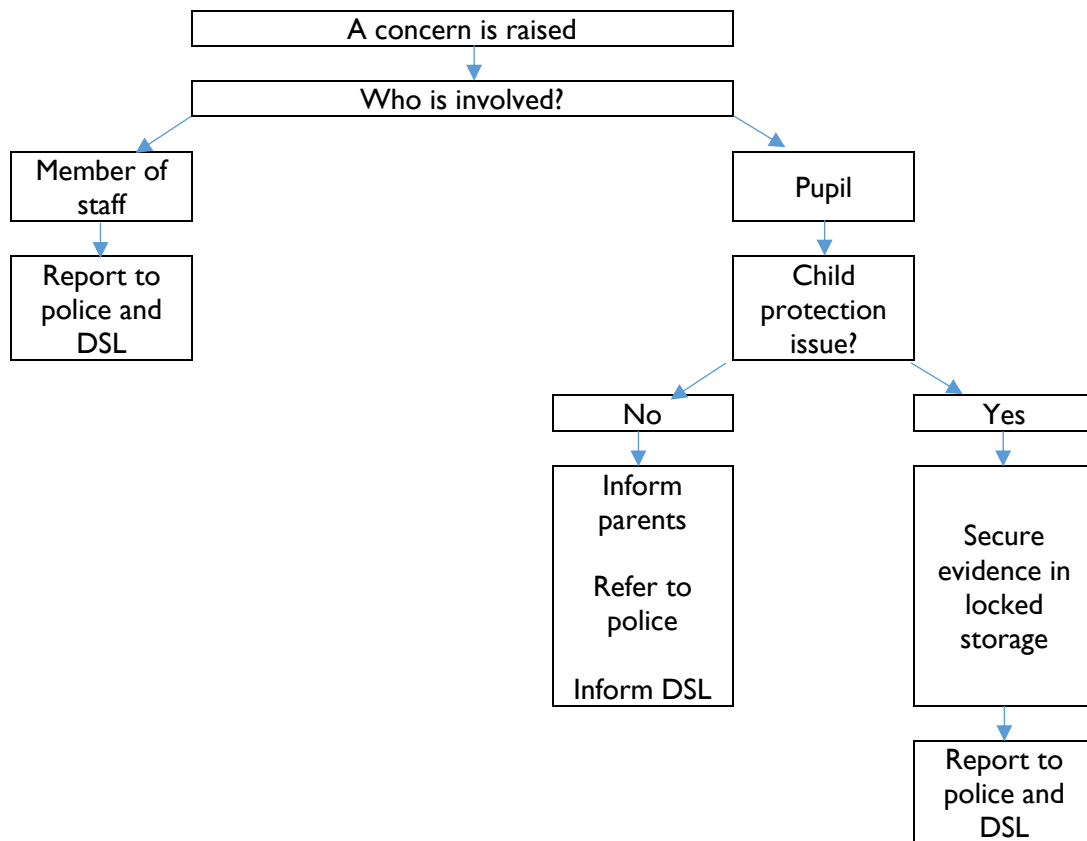 A concern is raised
Who is involved?
Member of
staff
Pupil
Report to
police and
DSL
Child
protection
issue?
No
Yes
Inform
parents
Refer to
police
Inform DSL
Secure
evidence in
locked
storage
Report to
police and
DSL